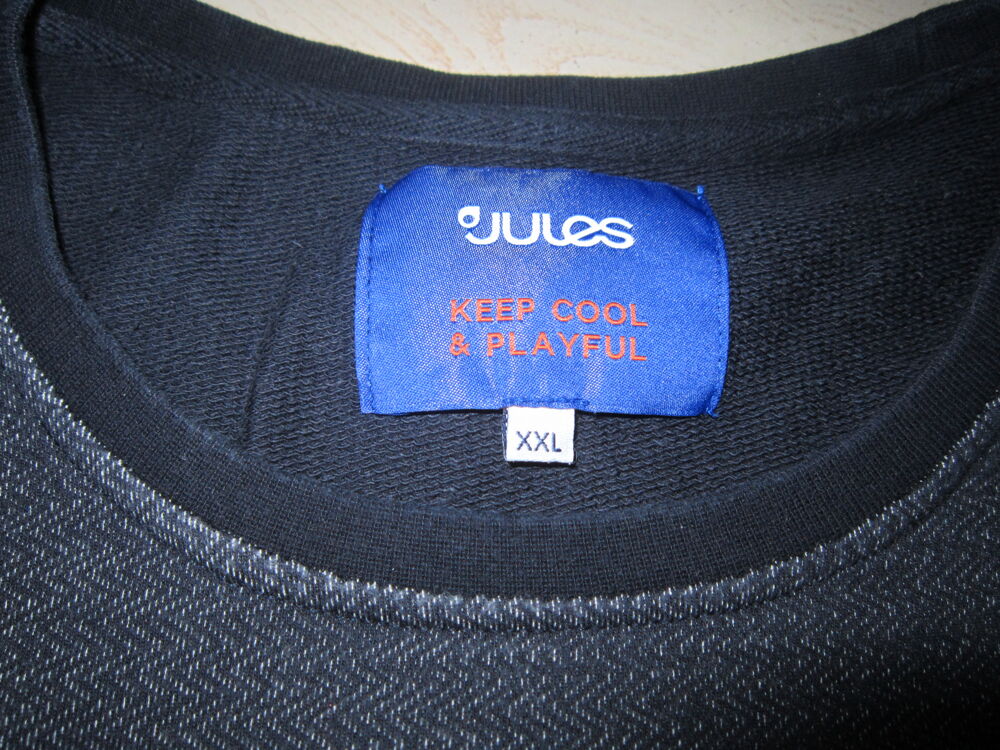 JULES
KEEP COOL
& PLAYFUL
XXL